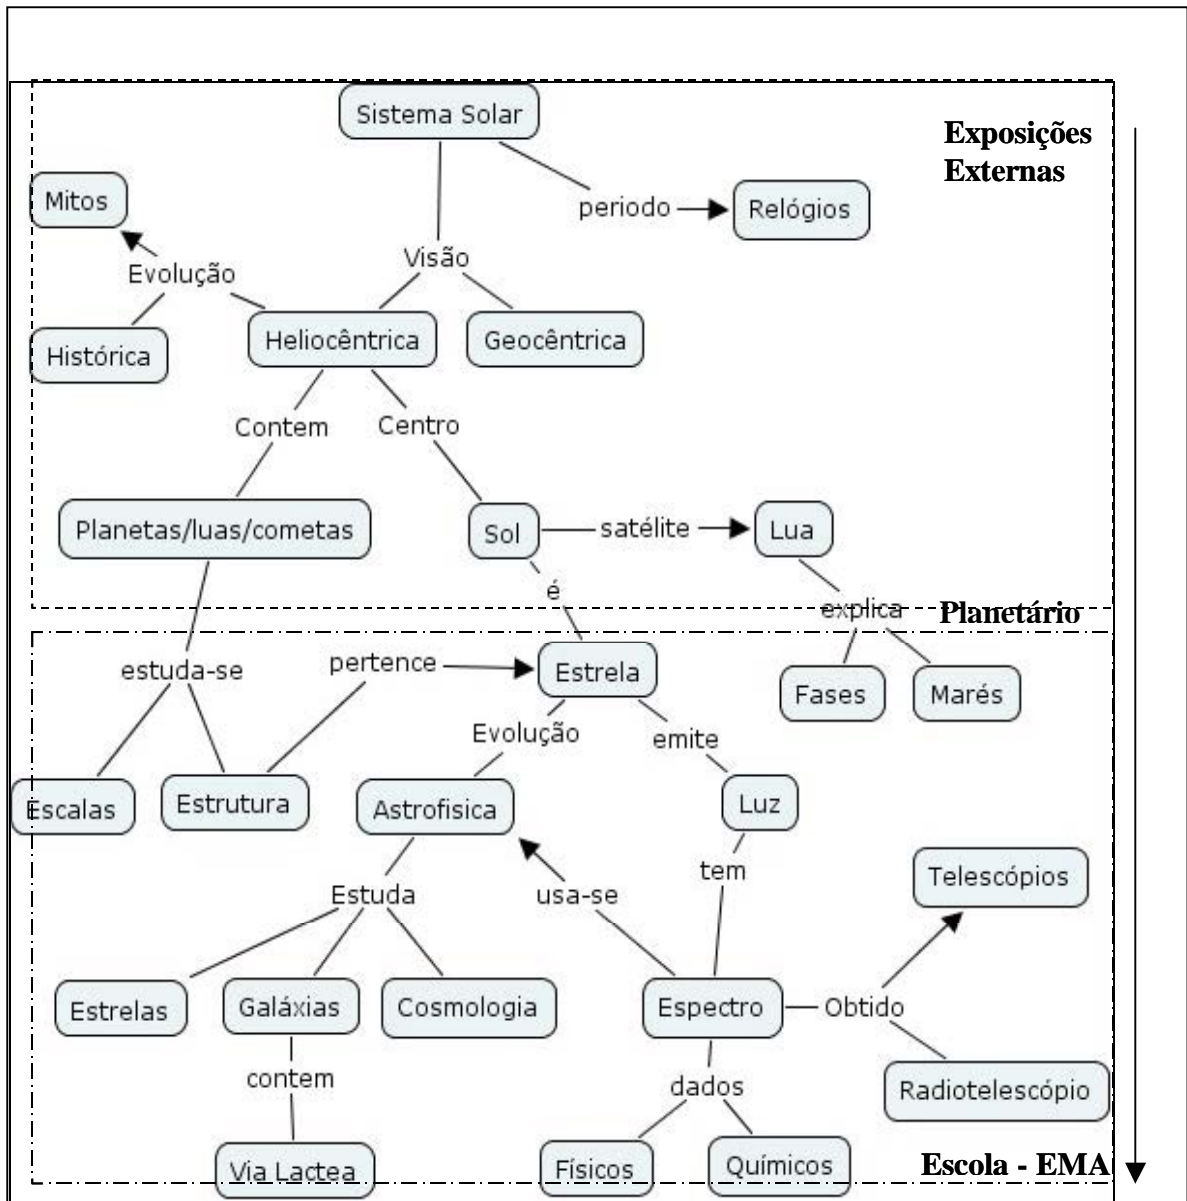 Sistema Solar
Exposições
Externas
Mitos
periodo
Relógios
Evolução
Visão
Histórica
Heliocêntrica
Geocêntrica
Contem
Centro
Planetas/luas/cometas
Sol
satélite
Lua
é
explica
Planetário
estuda-se
pertence
Estrela
Fases
Marés
Evolução
emite
Escalas
Estrutura
Astrofisica
Luz
Estuda
usa-se
tem
Telescópios
Estrelas
Galáxias
Cosmologia
Espectro
Obtido
contem
dados
Radiotelescópio
Via Lactea
Físicos
Químicos
Escola - EMA